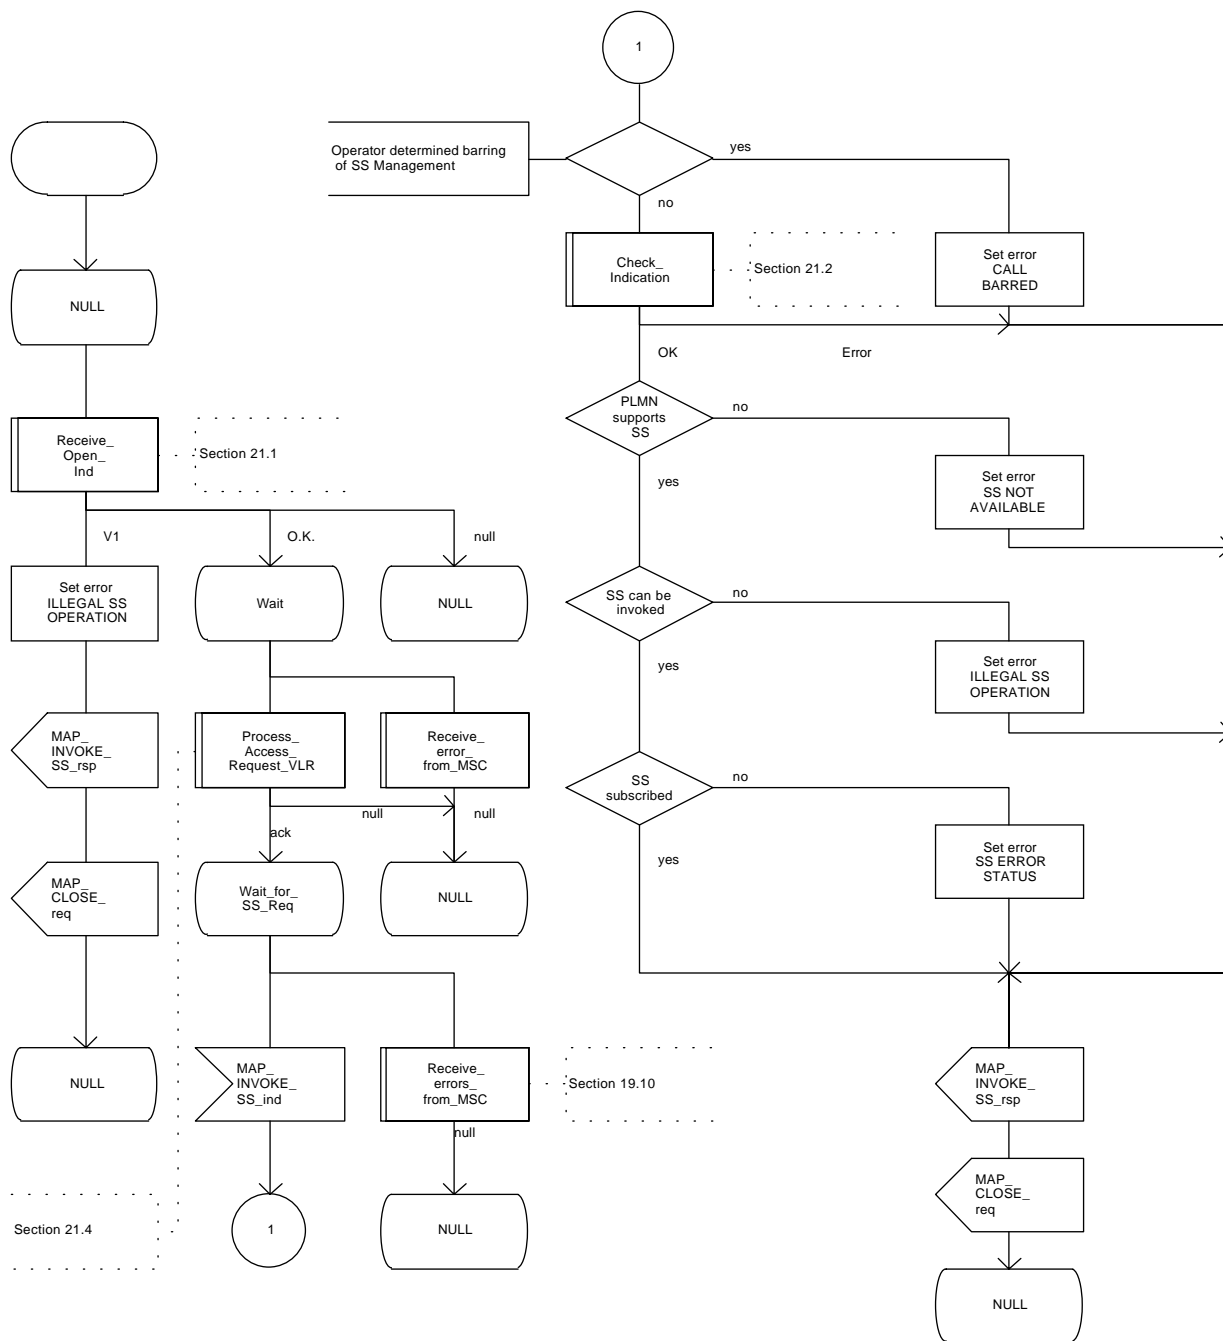 1
Operator determined barring
of SS Management
yes
no
Check_
Indication
Section 21.2
Set error
CALL
BARRED
NULL
OK
Error
PLMN
supports
SS
no
Receive_
Open_
Ind
Section 21.1
yes
Set error
SS NOT
AVAILABLE
V1
O.K.
null
Set error
ILLEGAL SS
OPERATION
Wait
NULL
SS can be
invoked
no
yes
Set error
ILLEGAL SS
OPERATION
MAP_
INVOKE_
SS_rsp
Process_
Access_
Request_VLR
Receive_
error_
from_MSC
SS
subscribed
no
null
null
ack
yes
Set error
SS ERROR
STATUS
MAP_
CLOSE_
req
Wait_for_
SS_Req
NULL
NULL
MAP_
INVOKE_
SS_ind
Receive_
errors_
from_MSC
Section 19.10
MAP_
INVOKE_
SS_rsp
null
Section 21.4
1
NULL
MAP_
CLOSE_
req
NULL